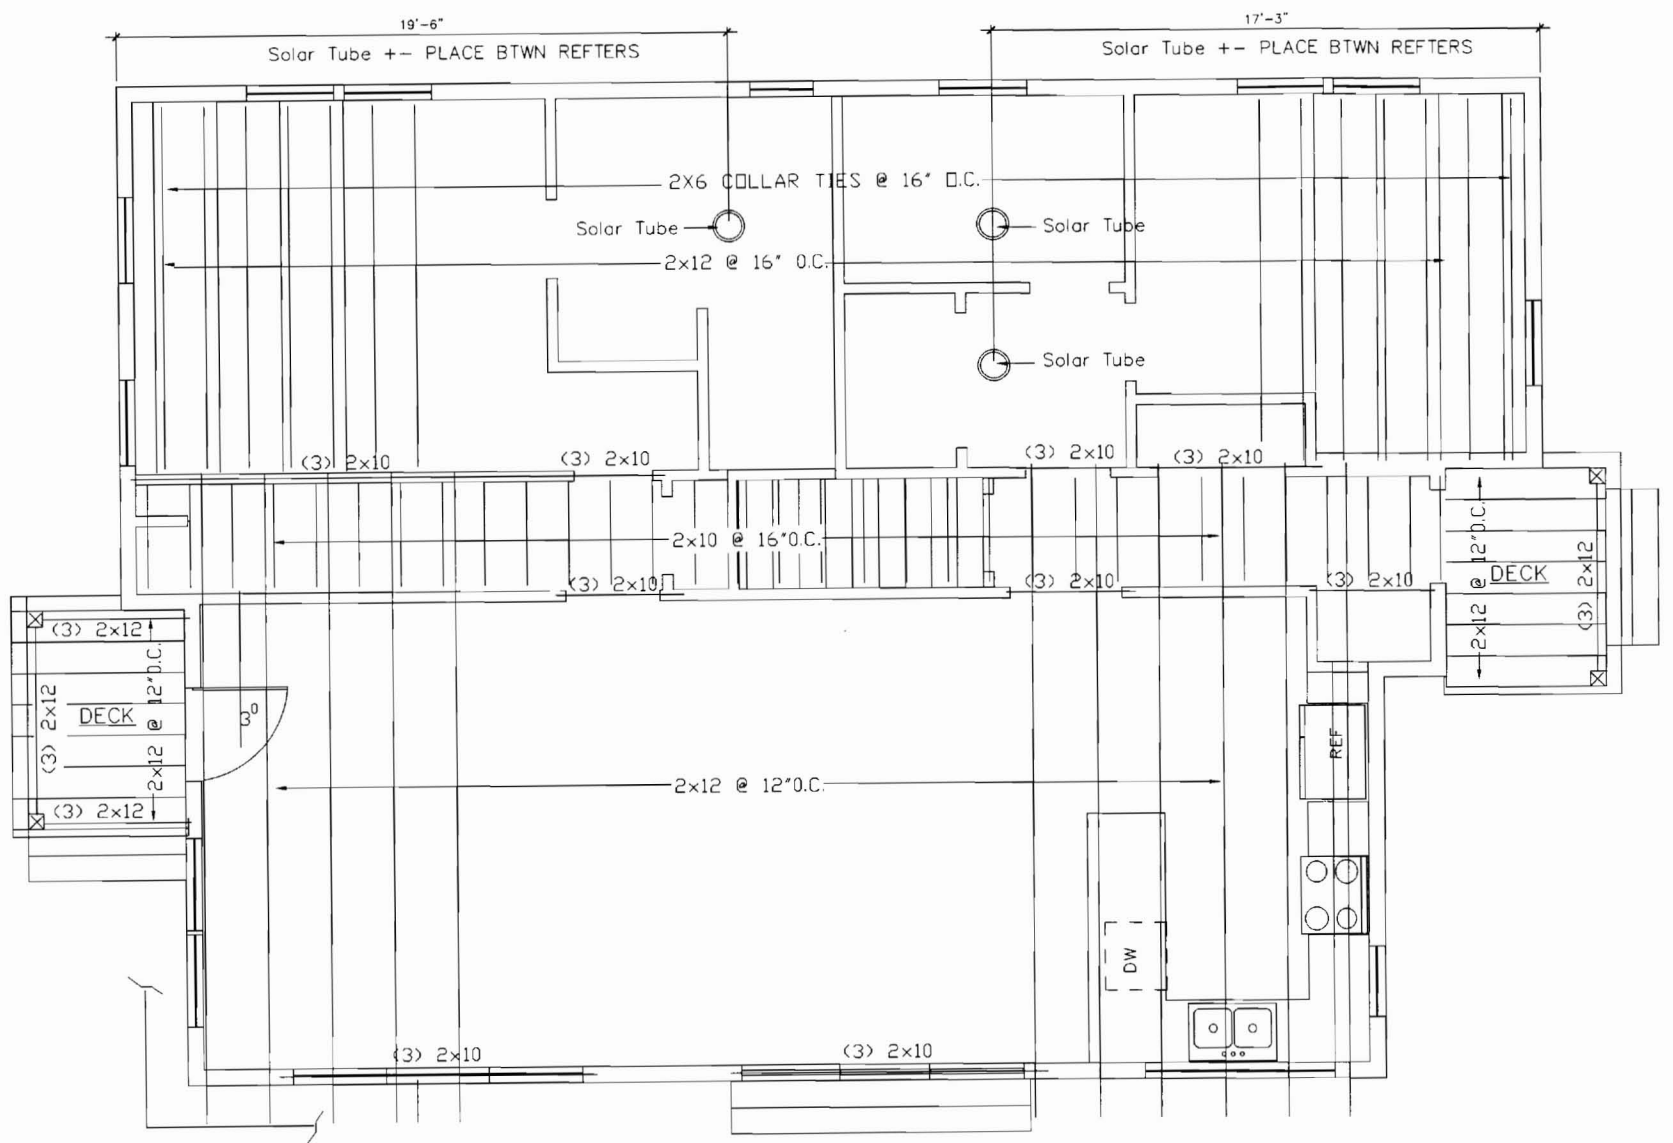 19'-6"
17'-3"
Solar Tube +- PLACE BTWN REFTERS
Solar Tube +- PLACE BTWN REFTERS
2X6 COLLAR TIES @ 16" O.C.
Solar Tube
Solar Tube
2x12 @ 16" O.C.
Solar Tube
(3) 2x10
(3) 2x10
(3) 2x10
(3) 2x10
2x10 @ 16"O.C.
2x12 @ 12"O.C.
DECK
(3) 2x12
(3) 2x10
(3) 2x10
(3) 2x10
(3) 2x12
(3) 2x12
DECK
2x12 @ 12"O.C.
3⁰
(3) 2x12
REF
2x12 @ 12"O.C.
DW
(3) 2x10
(3) 2x10